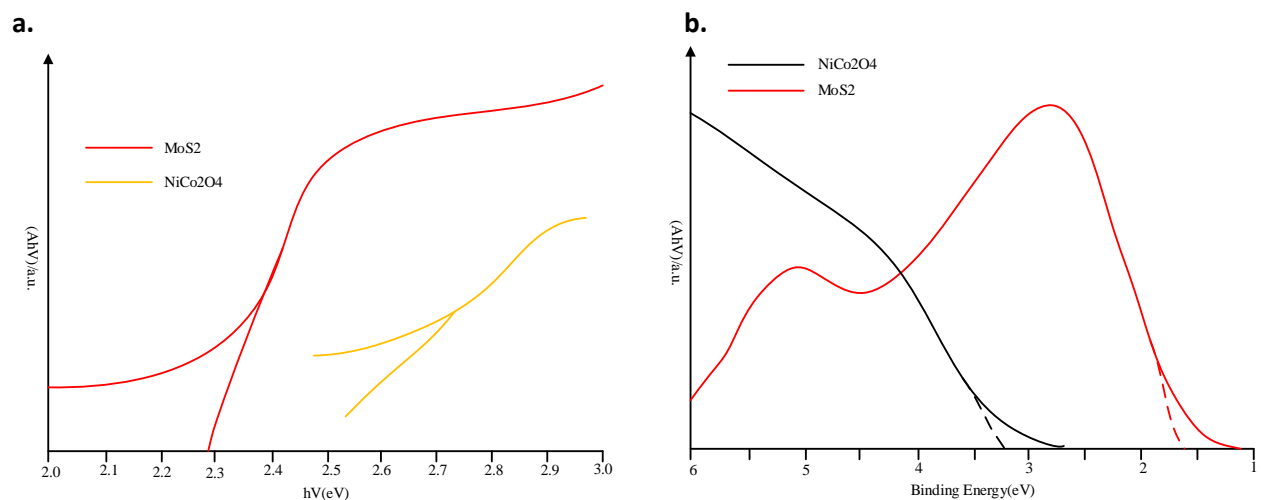 a.
(AhV)/a.u.
MoS2
NiCo2O4
2.0 2.1 2.2 2.3 2.4 2.5 2.6 2.7 2.8 2.9 3.0
hV(eV)
b.
(AhV)/a.u.
NiCo2O4
MoS2
6 5 4 3 2 1
Binding Energy(eV)